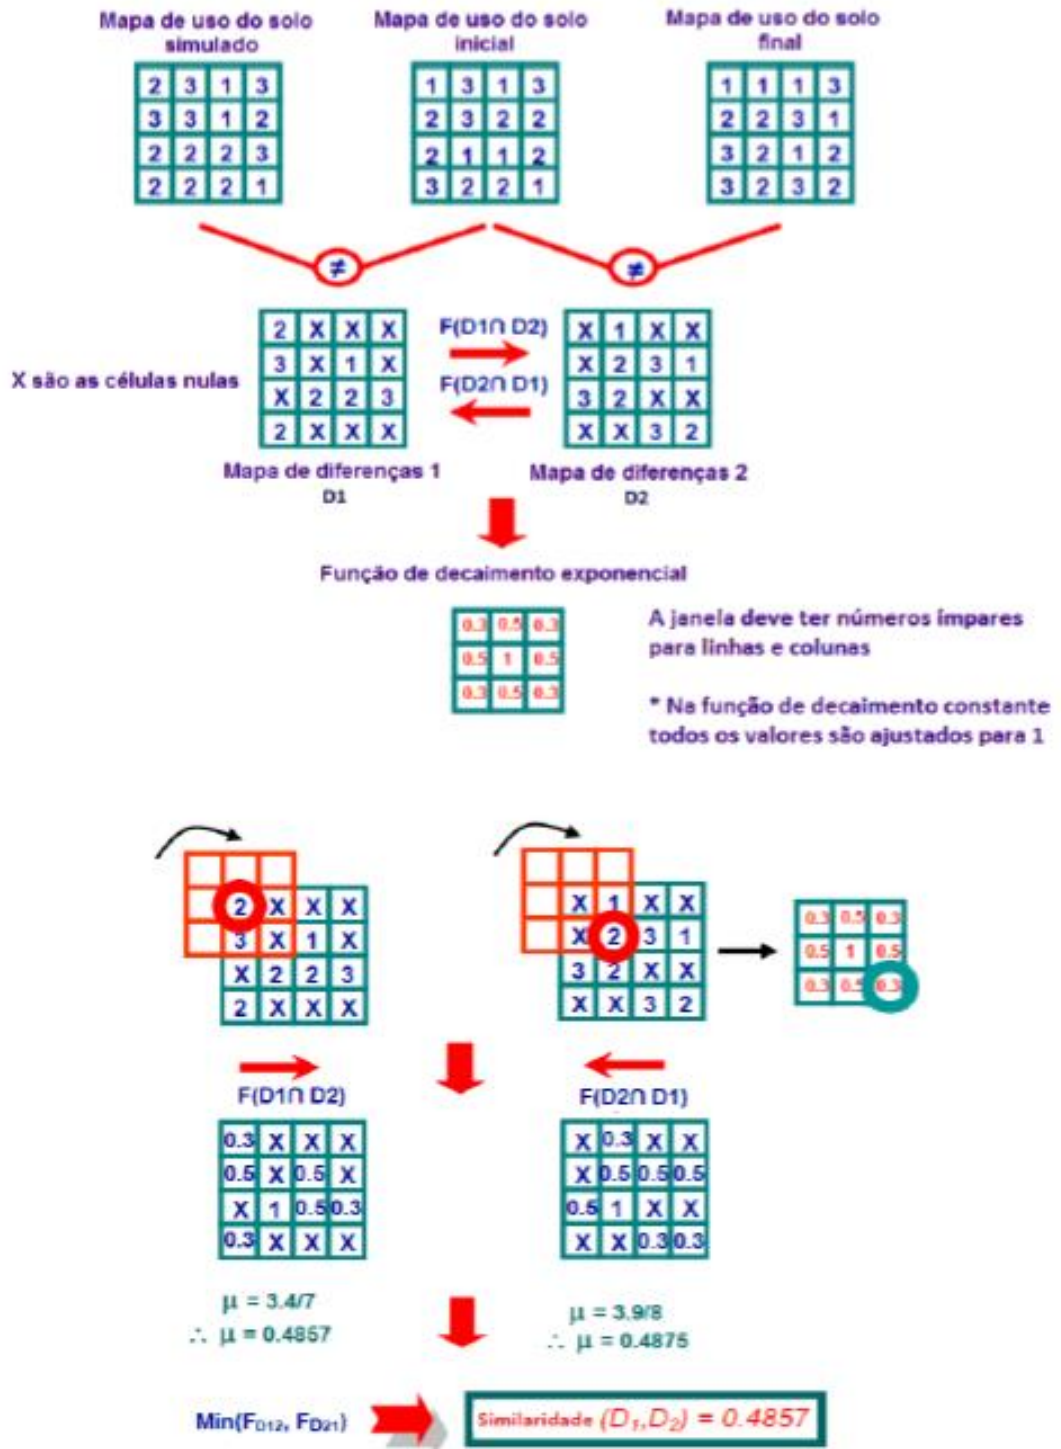 Mapa de uso do solo simulado
Mapa de uso do solo inicial
Mapa de uso do solo final
2 3 1 3
3 3 1 2
2 2 2 3
2 2 2 1
1 3 1 3
2 3 2 2
2 1 1 2
3 2 2 1
1 1 1 3
2 2 3 1
3 2 1 2
3 2 3 2
≠
≠
X são as células nulas
2 X X X
3 X 1 X
X 2 2 3
2 X X X
F(D1∩ D2)
F(D2∩ D1)
X 1 X X
X 2 3 1
3 2 X X
X X 3 2
Mapa de diferenças 1
D1
Mapa de diferenças 2
D2
Função de decaimento exponencial
0.3 0.5 0.3
0.5 1 0.5
0.3 0.5 0.3
A janela deve ter números ímpares
para linhas e colunas
* Na função de decaimento constante
todos os valores são ajustados para 1
2 X X X
3 X 1 X
X 2 2 3
2 X X X
X 1 X X
X 2 3 1
3 2 X X
X X 3 2
0.3 0.5 0.3
0.5 1 0.5
0.3 0.5 0.3
F(D1∩ D2)
F(D2∩ D1)
0.3 X X X
0.5 X 0.5 X
X 1 0.5 0.3
0.3 X X X
X 0.3 X X
X 0.5 0.5 0.5
0.5 1 X X
X X 0.3 0.3
μ = 3.4/7
∴ μ = 0.4857
μ = 3.9/8
∴ μ = 0.4875
Min(FD12, FD21)
Similaridade (D1,D2) = 0.4857